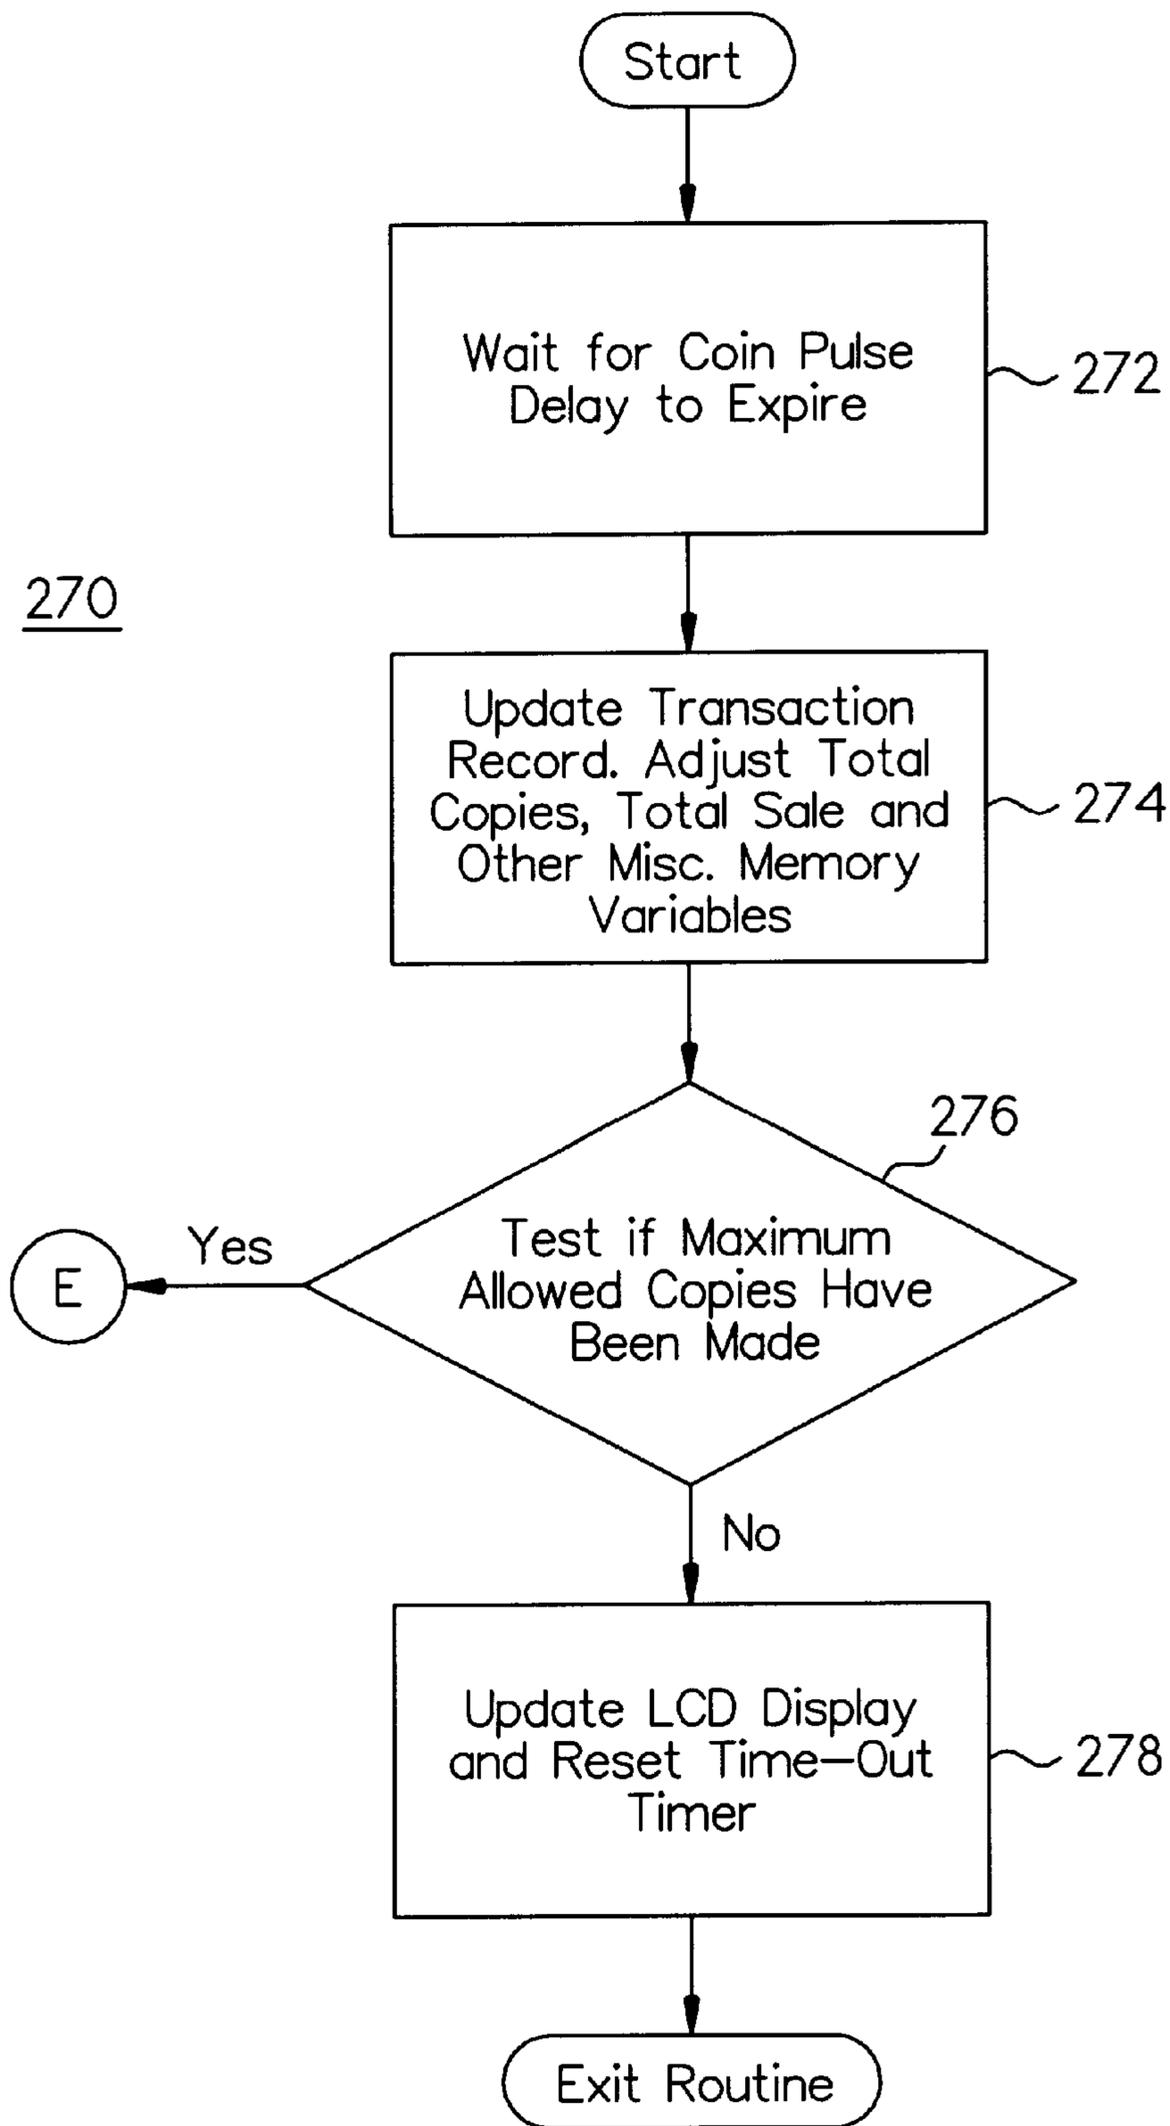 Start
Wait for Coin Pulse
Delay to Expire
272
270
Update Transaction
Record. Adjust Total
Copies, Total Sale and
Other Misc. Memory
Variables
274
276
Test if Maximum
Allowed Copies Have
Been Made
Yes
E
No
Update LCD Display
and Reset Time-Out
Timer
278
Exit Routine